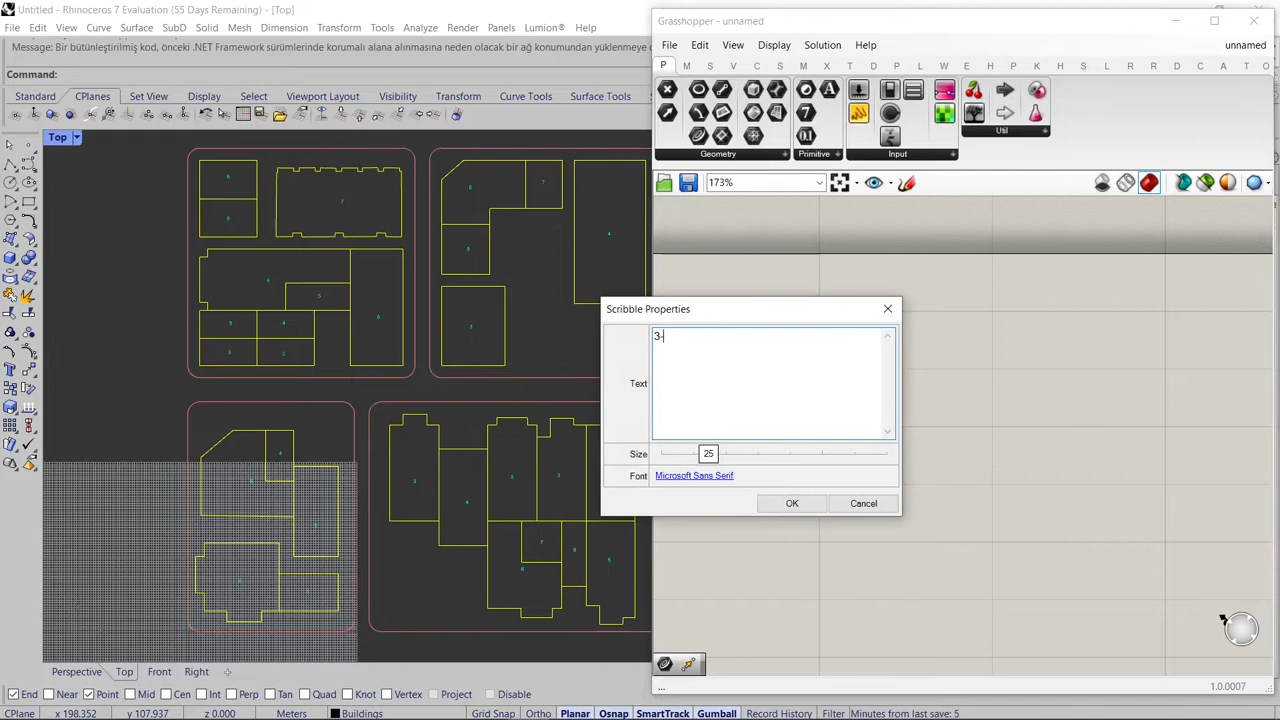 Untitled - Rhinoceros 7 Evaluation (55 Days Remaining) - [Top]
File Edit View Curve Surface SubD Solid Mesh Dimension Transform Tools Analyze Render Panels Lumion® Help
Message: Bir bütünleştirilmiş kod, önceki .NET Framework sürümlerinde korumalı alana alınmasına neden olacak bir ağ konumundan yüklenmeye
Command:
Standard CPlanes Set View Display Select Viewport Layout Visibility Transform Curve Tools Surface Tools
Top
Grasshopper - unnamed
File Edit View Display Solution Help unnamed
P M S V C S M I T D W E P K L R R S T O
Geometry Primitive Input Util
173%
Scribble Properties
3-
Text
Size 25
Font Microsoft Sans Serif
OK Cancel
...
1.0.0007
Perspective Top Front Right
End Near Point Mid Cen Int Perp Tan Quad Knot Vertex Project Disable
CPlane x 198.352 y 107.937 z 0.000 Meters Buildings Grid Snap Ortho Planar Osnap SmartTrack Gumball Record History Filter Minutes from last save: 5